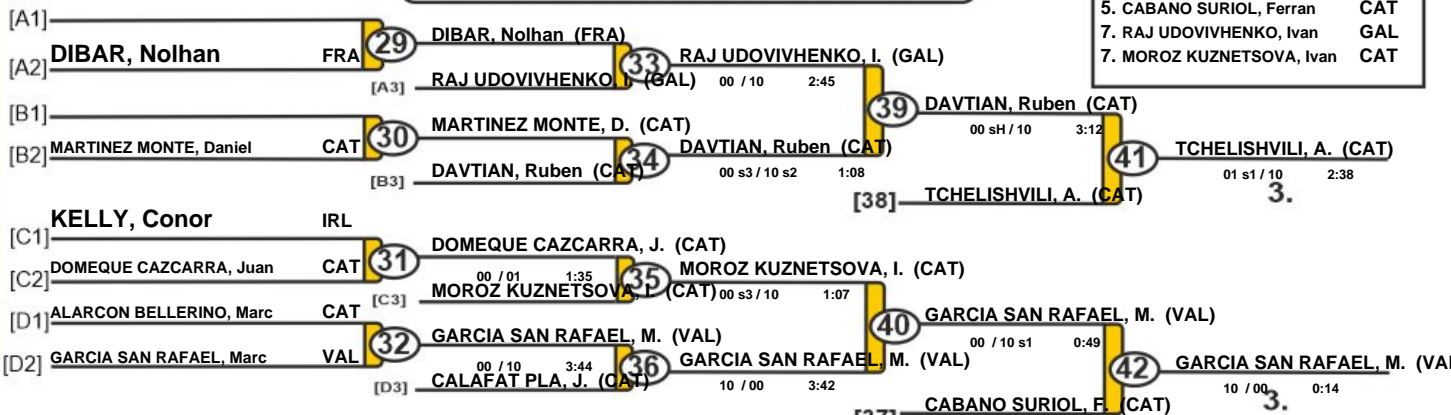 5. CABANO SURIOL, Ferran CAT
7. RAJ UDOVIVHENKO, Ivan GAL
7. MOROZ KUZNETSOVA, Ivan CAT
[A1]
[A2] DIBAR, Nolhan FRA
29
DIBAR, Nolhan (FRA)
[A3] RAJ UDOVIVHENKO, I. (GAL)
33
RAJ UDOVIVHENKO, I. (GAL)
00 / 10 2:45
[B1]
[B2] MARTINEZ MONTE, Daniel CAT
30
MARTINEZ MONTE, D. (CAT)
[B3] DAVTIAN, Ruben (CAT)
34
DAVTIAN, Ruben (CAT)
00 s3 / 10 s2 1:08
39
DAVTIAN, Ruben (CAT)
00 sH / 10 3:12
[38] TCHELISHVILI, A. (CAT)
41
TCHELISHVILI, A. (CAT)
01 s1 / 10 2:38
3.
[C1] KELLY, Conor IRL
[C2] DOMEQUE CAZCARRA, Juan CAT
31
DOMEQUE CAZCARRA, J. (CAT)
00 / 01 1:35
[C3] MOROZ KUZNETSOVA, I. (CAT)
35
MOROZ KUZNETSOVA, I. (CAT)
00 s3 / 10 1:07
[D1] ALARCON BELLERINO, Marc CAT
[D2] GARCIA SAN RAFAEL, Marc VAL
32
GARCIA SAN RAFAEL, M. (VAL)
00 / 10 3:44
[D3] CALAFAT PLA, J. (CAT)
36
GARCIA SAN RAFAEL, M. (VAL)
10 / 00 3:42
40
GARCIA SAN RAFAEL, M. (VAL)
00 / 10 s1 0:49
[37] CABANO SURIOL, F. (CAT)
42
GARCIA SAN RAFAEL, M. (VAL
10 / 00 0:14
3.